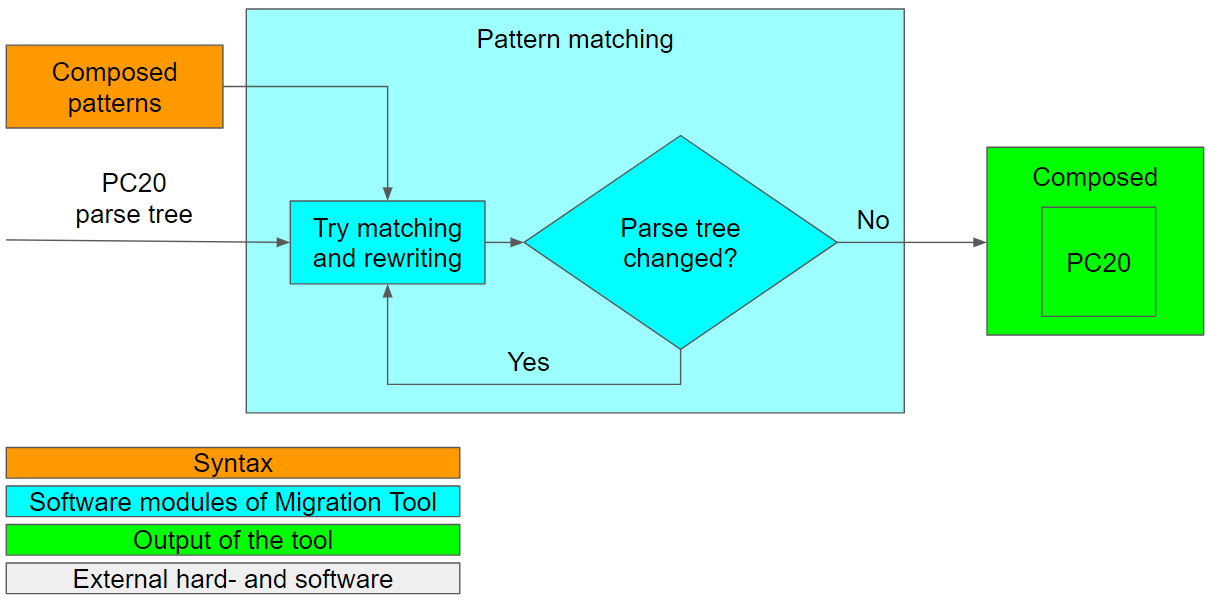 Pattern matching
Composed
patterns
PC20
parse tree
Try matching
and rewriting
Parse tree
changed?
No
Yes
Composed
PC20
Syntax
Software modules of Migration Tool
Output of the tool
External hard- and software